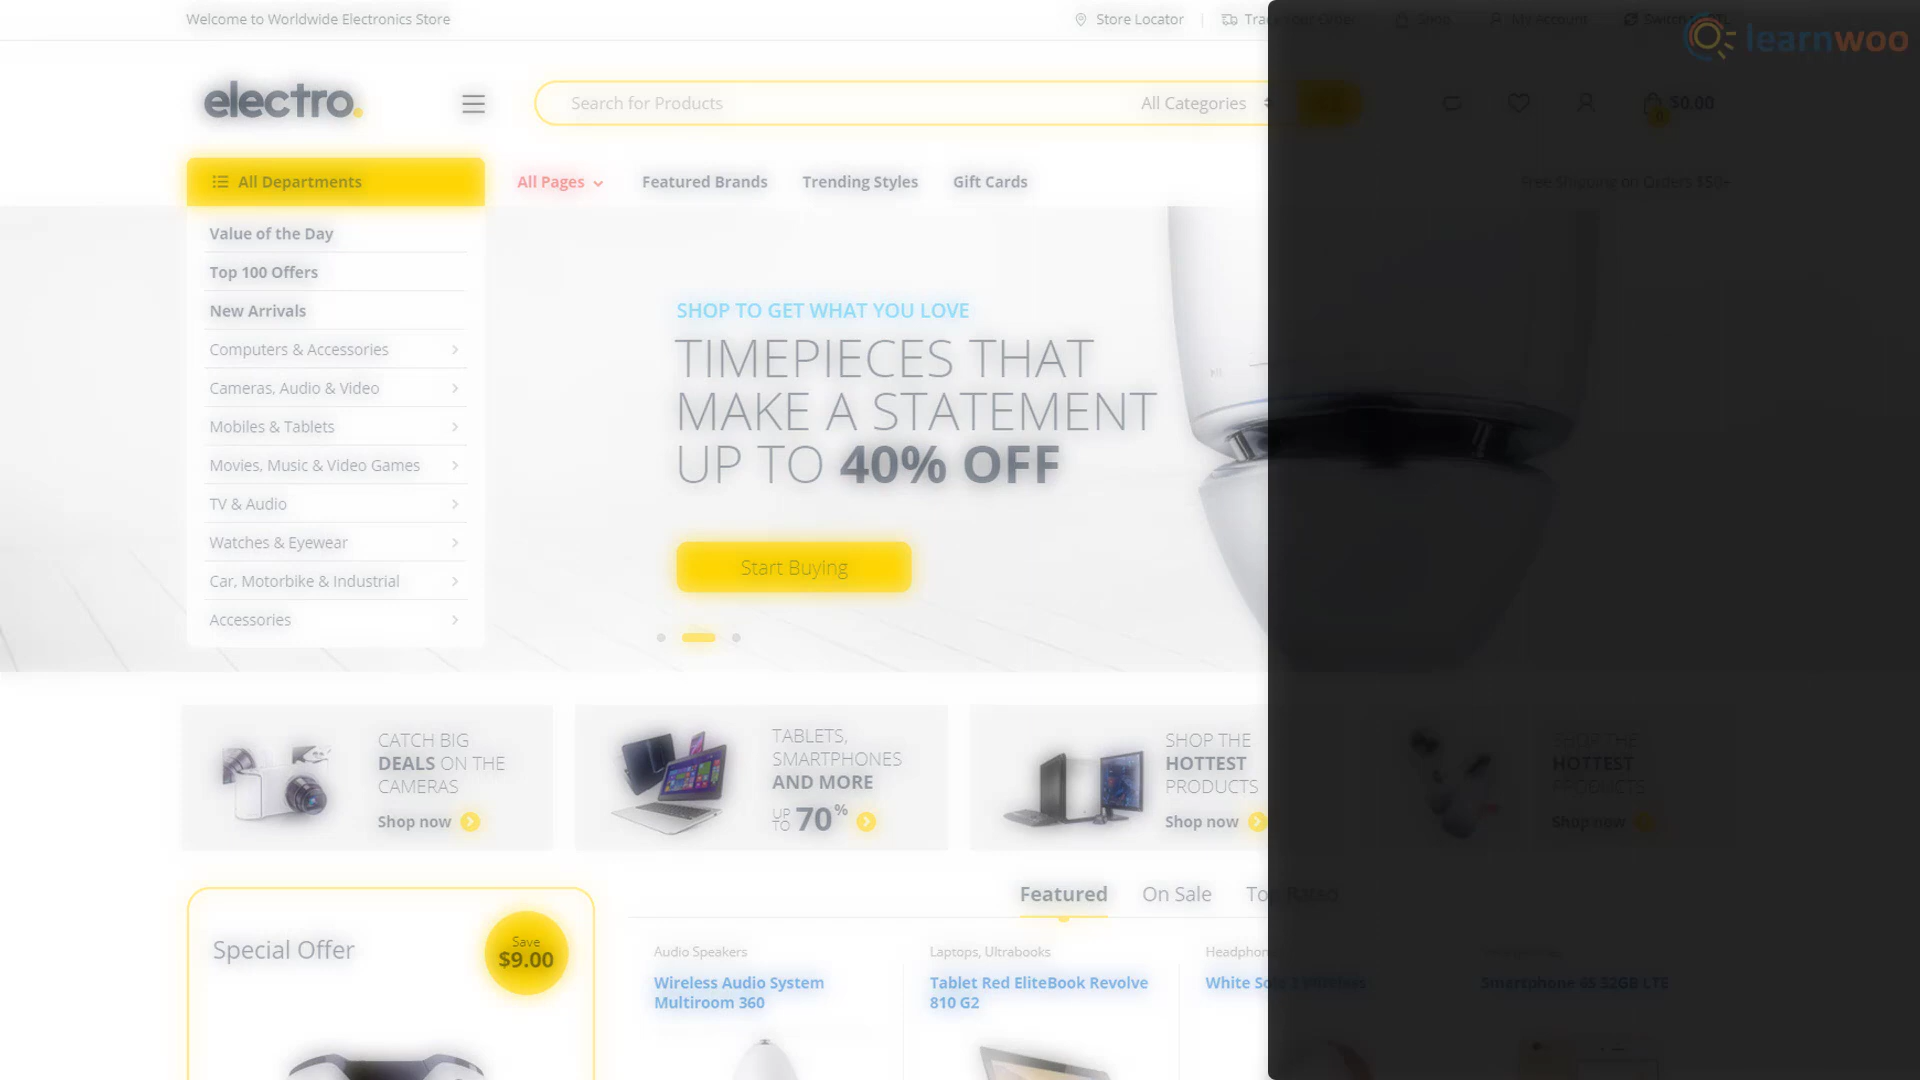 Welcome to Worldwide Electronics Store
Store Locator
Track Your Order
Shop
My Account
learnwoo
electro.
Search for Products
All Categories
$0.00
0
All Departments
All Pages
Featured Brands
Trending Styles
Gift Cards
Free Shipping on Orders $50+
Value of the Day
Top 100 Offers
New Arrivals
Computers & Accessories
Cameras, Audio & Video
Mobiles & Tablets
Movies, Music & Video Games
TV & Audio
Watches & Eyewear
Car, Motorbike & Industrial
Accessories
SHOP TO GET WHAT YOU LOVE
TIMEPIECES THAT
MAKE A STATEMENT
UP TO 40% OFF
Start Buying
CATCH BIG
DEALS ON THE
CAMERAS
Shop now
TABLETS,
SMARTPHONES
AND MORE
UP TO 70%
SHOP THE
HOTTEST
PRODUCTS
Shop now
SHOP THE
HOTTEST
PRODUCTS
Shop now
Special Offer
Save
$9.00
Featured
On Sale
Top Rated
Audio Speakers
Wireless Audio System
Multiroom 360
Laptops, Ultrabooks
Tablet Red EliteBook Revolve
810 G2
Headphones
White Solo 2 Wireless
Smartphone 6S 32GB LTE